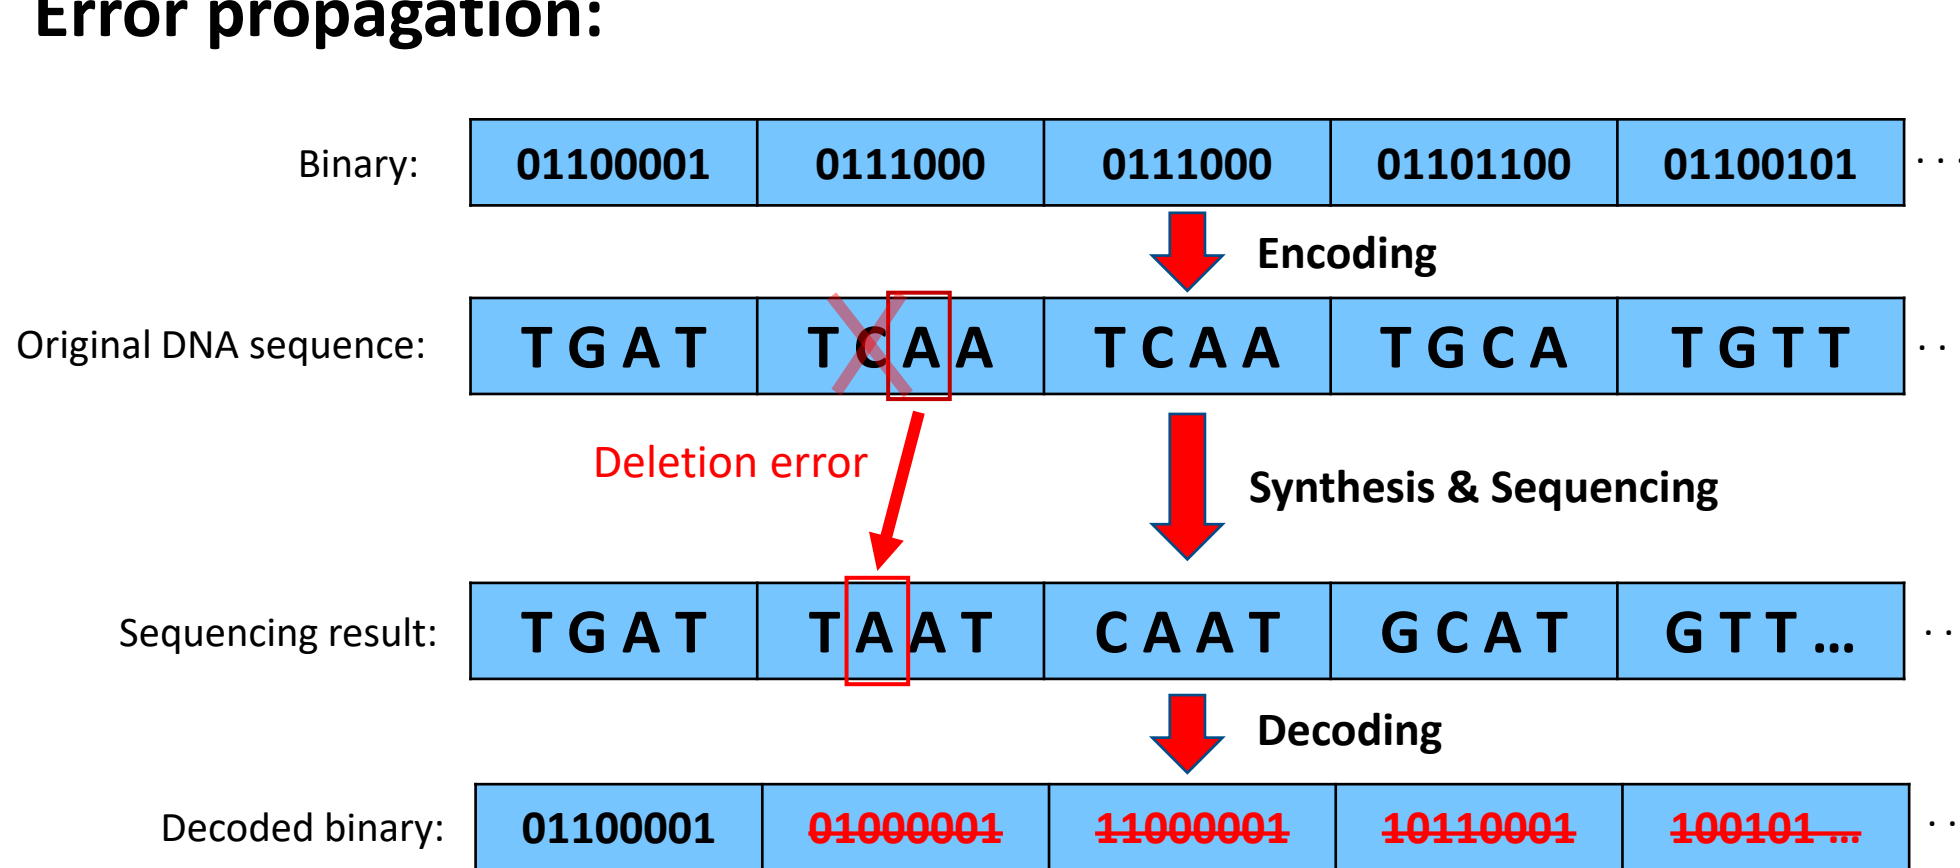 Error propagation:
Binary: 01100001 0111000 0111000 01101100 01100101 . . .
Encoding
Original DNA sequence: T G A T T C A A T C A A T G C A T G T T . .
Deletion error
Synthesis & Sequencing
Sequencing result: T G A T T A A T C A A T G C A T G T T ... . .
Decoding
Decoded binary: 01100001 01000001 11000001 10110001 100101 ... . .